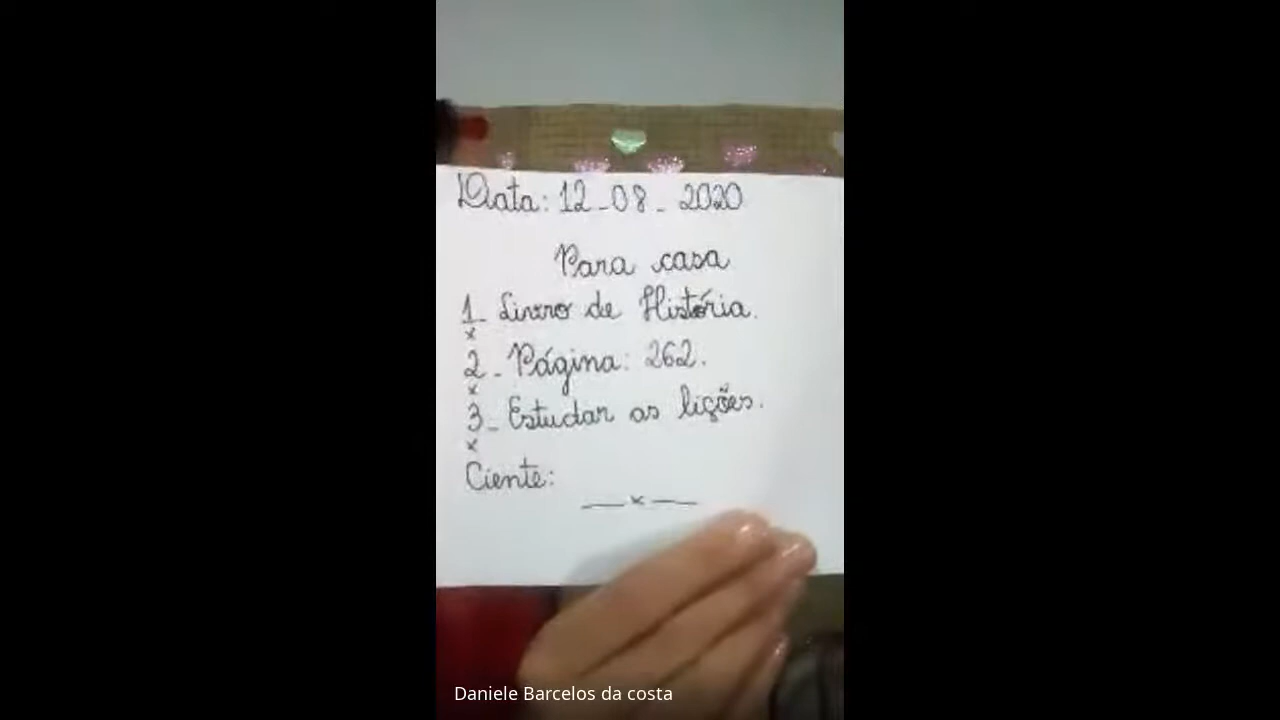 Data: 12-08-2020
Para casa
1- Livro de História.
x
2- Página: 262.
x
3- Estudar as lições.
x
Ciente:
__x__
Daniele Barcelos da costa